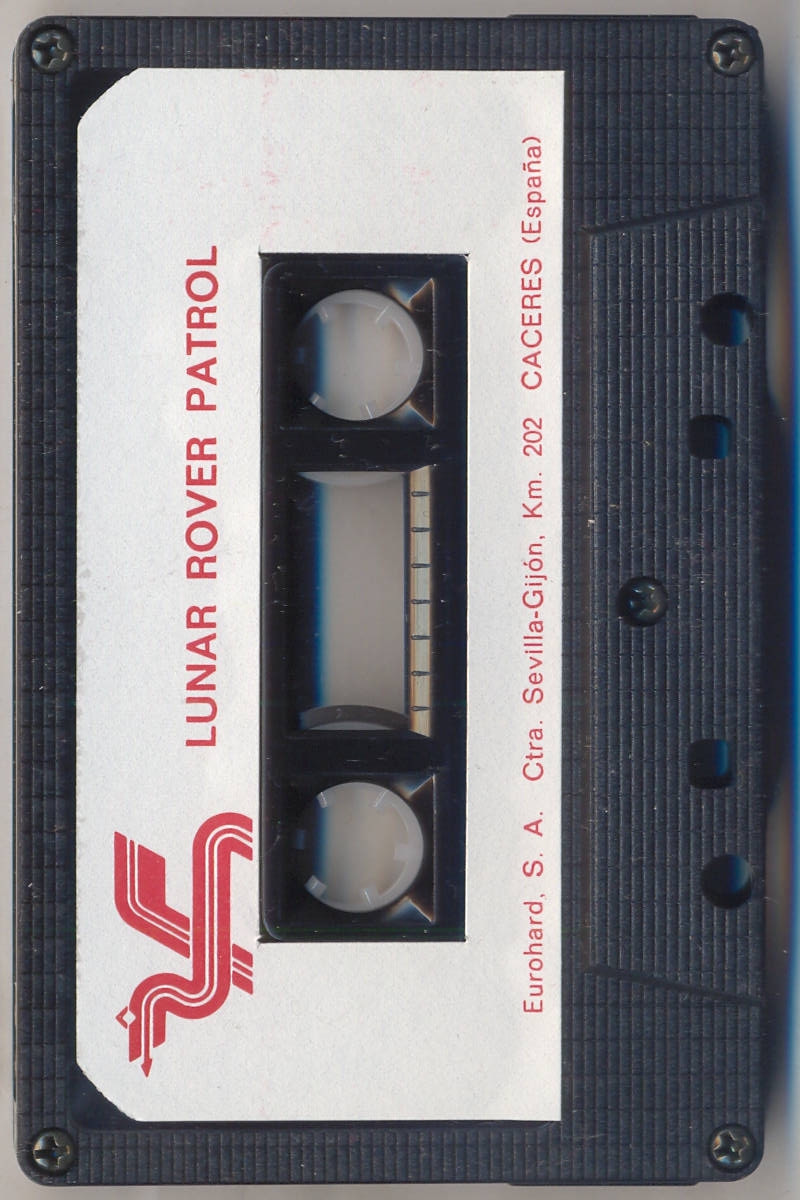 LUNAR ROVER PATROL
Eurohard, S. A. Ctra. Sevilla-Gijón, Km. 202 CACERES (España)